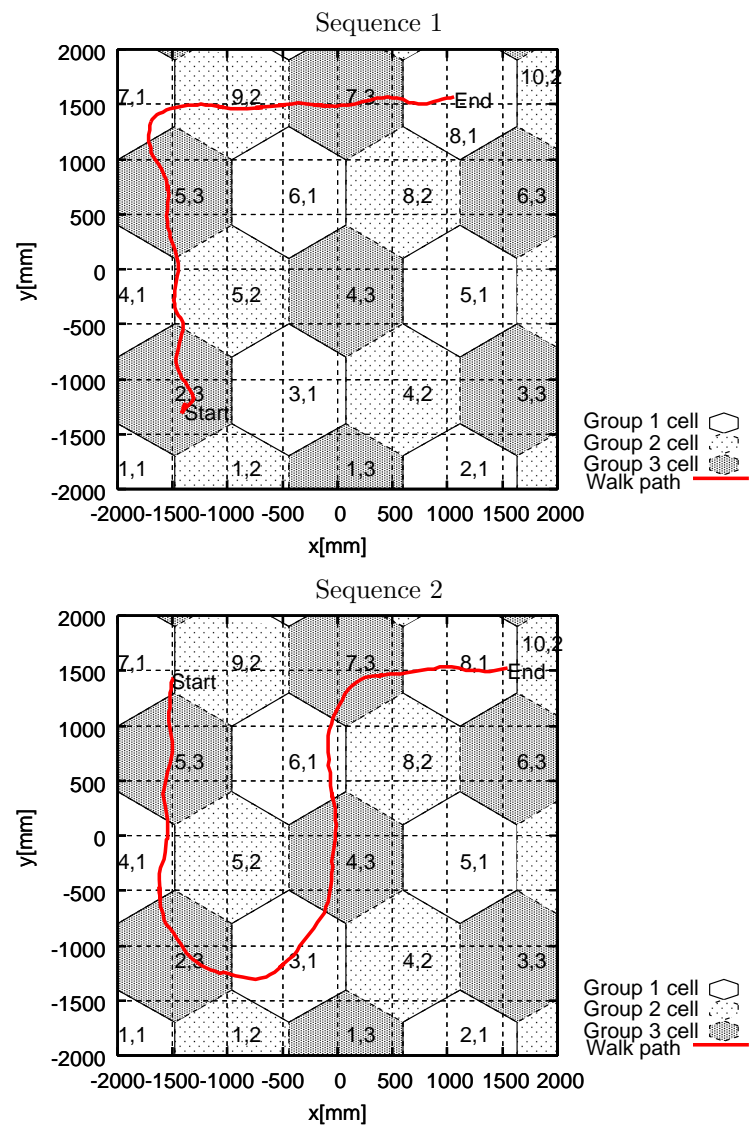 Sequence 1
2000
1500
1000
500
0
-500
-1000
-1500
-2000
y[mm]
7,1 9,2 7,3 End 10,2
8,1
5,3 6,1 8,2 6,3
4,1 5,2 4,3 5,1
2,3 3,1 4,2 3,3
Start
1,1 1,2 1,3 2,1
-2000 -1500 -1000 -500 0 500 1000 1500 2000
x[mm]
Group 1 cell
Group 2 cell
Group 3 cell
Walk path
Sequence 2
2000
1500
1000
500
0
-500
-1000
-1500
-2000
y[mm]
10,2
7,1 9,2 7,3 8,1
Start End
5,3 6,1 8,2 6,3
4,1 5,2 4,3 5,1
2,3 3,1 4,2 3,3
1,1 1,2 1,3 2,1
-2000 -1500 -1000 -500 0 500 1000 1500 2000
x[mm]
Group 1 cell
Group 2 cell
Group 3 cell
Walk path